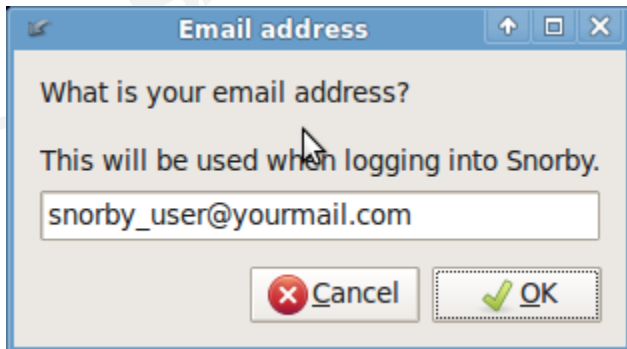 Email address
What is your email address?
This will be used when logging into Snorby.
snorby_user@yourmail.com
Cancel
OK